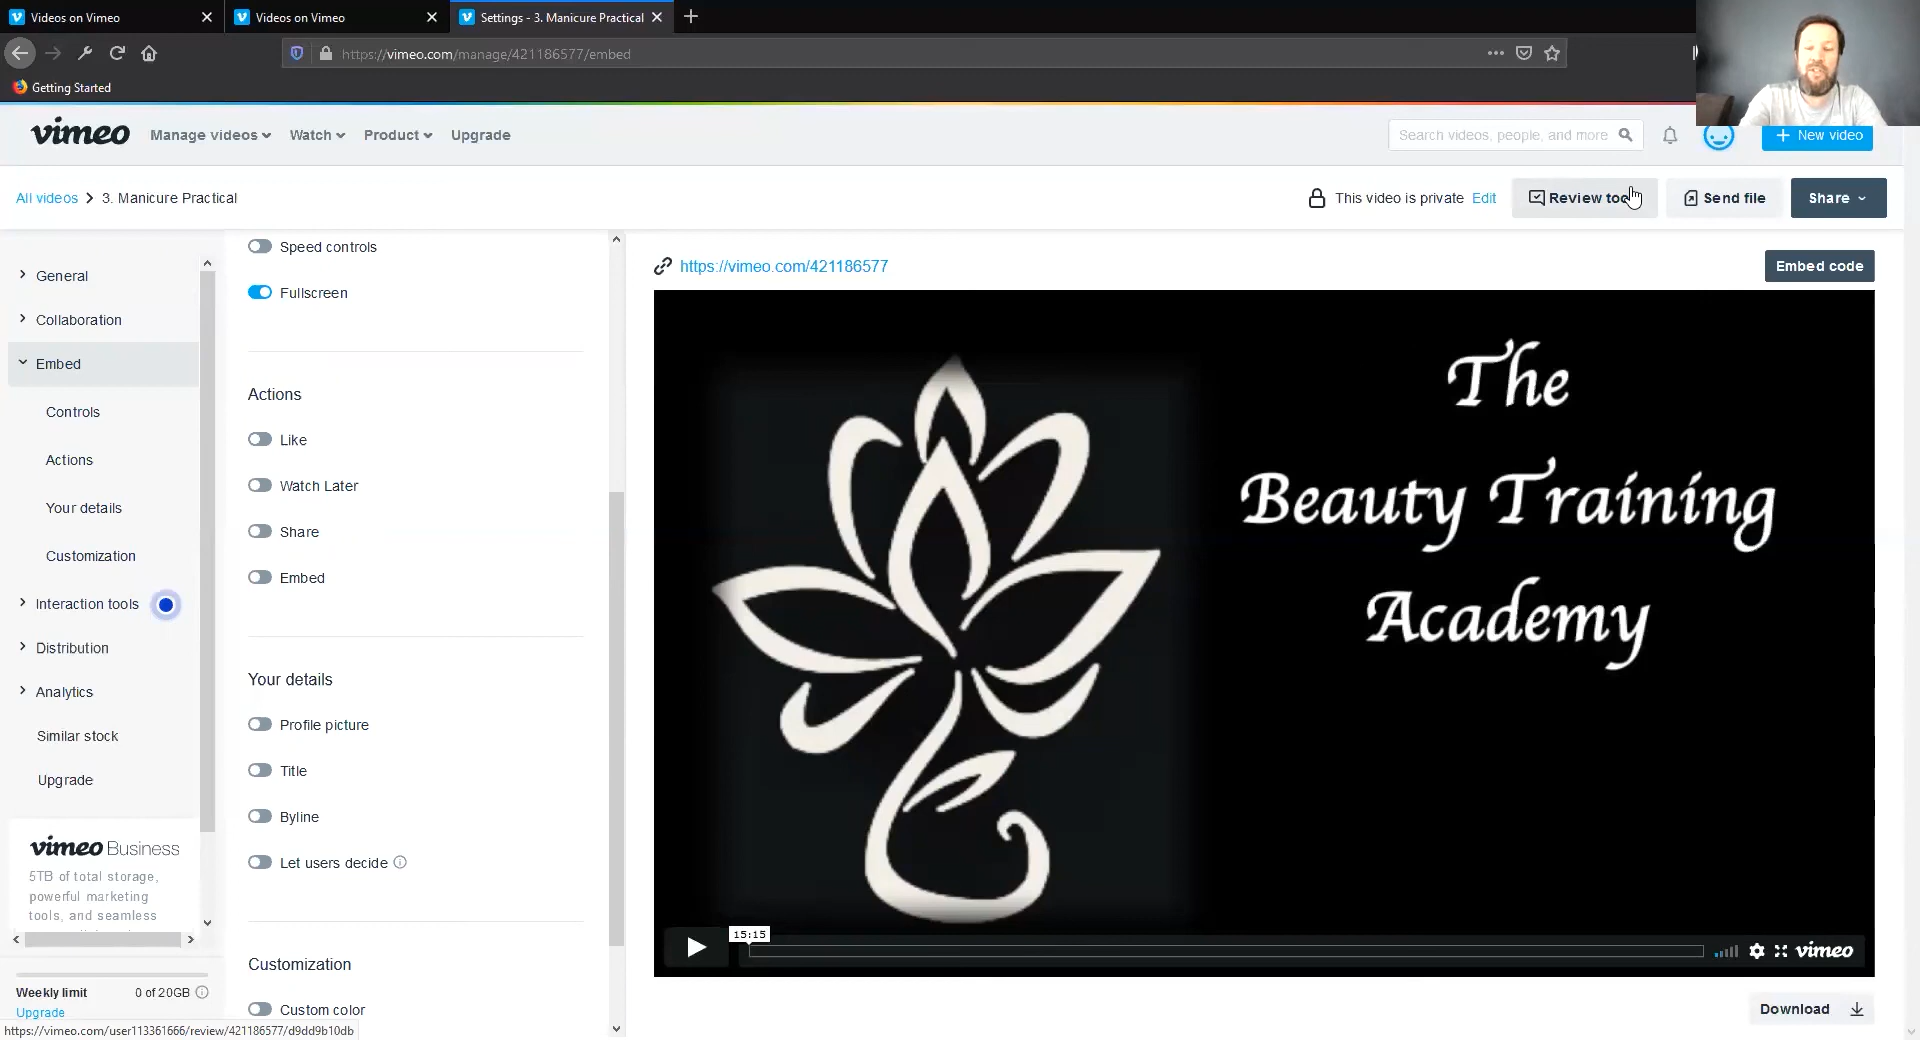 Videos on Vimeo
Videos on Vimeo
Settings - 3. Manicure Practical
https://vimeo.com/manage/421186577/embed
Getting Started
vimeo
Manage videos
Watch
Product
Upgrade
Search videos, people, and more
+ New video
All videos > 3. Manicure Practical
This video is private Edit
Review tool
Send file
Share
General
Collaboration
Embed
Controls
Actions
Your details
Customization
Interaction tools
Distribution
Analytics
Similar stock
Upgrade
vimeo Business
5TB of total storage,
powerful marketing
tools, and seamless
Weekly limit 0 of 20GB
Upgrade
https://vimeo.com/user113361666/review/421186577/d9dd9b10db
Speed controls
Fullscreen
Actions
Like
Watch Later
Share
Embed
Your details
Profile picture
Title
Byline
Let users decide
Customization
Custom color
https://vimeo.com/421186577
Embed code
The
Beauty Training
Academy
15:15
vimeo
Download